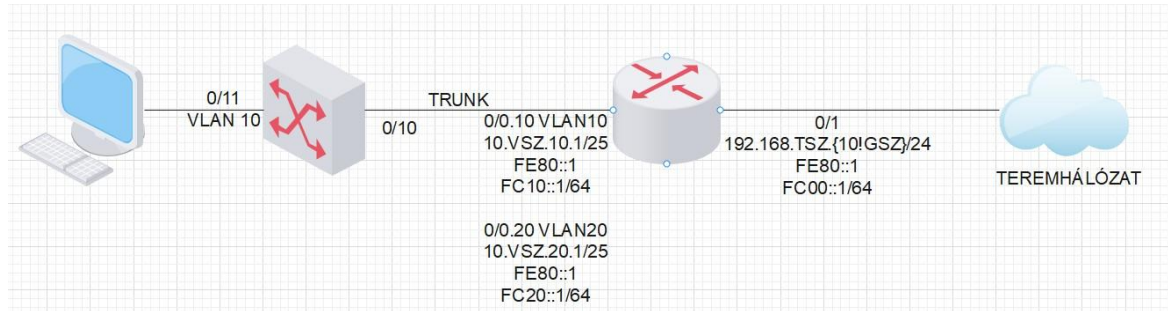 0/11
VLAN 10
TRUNK
0/10
0/0.10 VLAN10
10.VSZ.10.1/25
FE80::1
FC10::1/64
0/0.20 VLAN20
10.VSZ.20.1/25
FE80::1
FC20::1/64
0/1
192.168.TSZ.{10!GSZ}/24
FE80::1
FC00::1/64
TEREMHÁLÓZAT